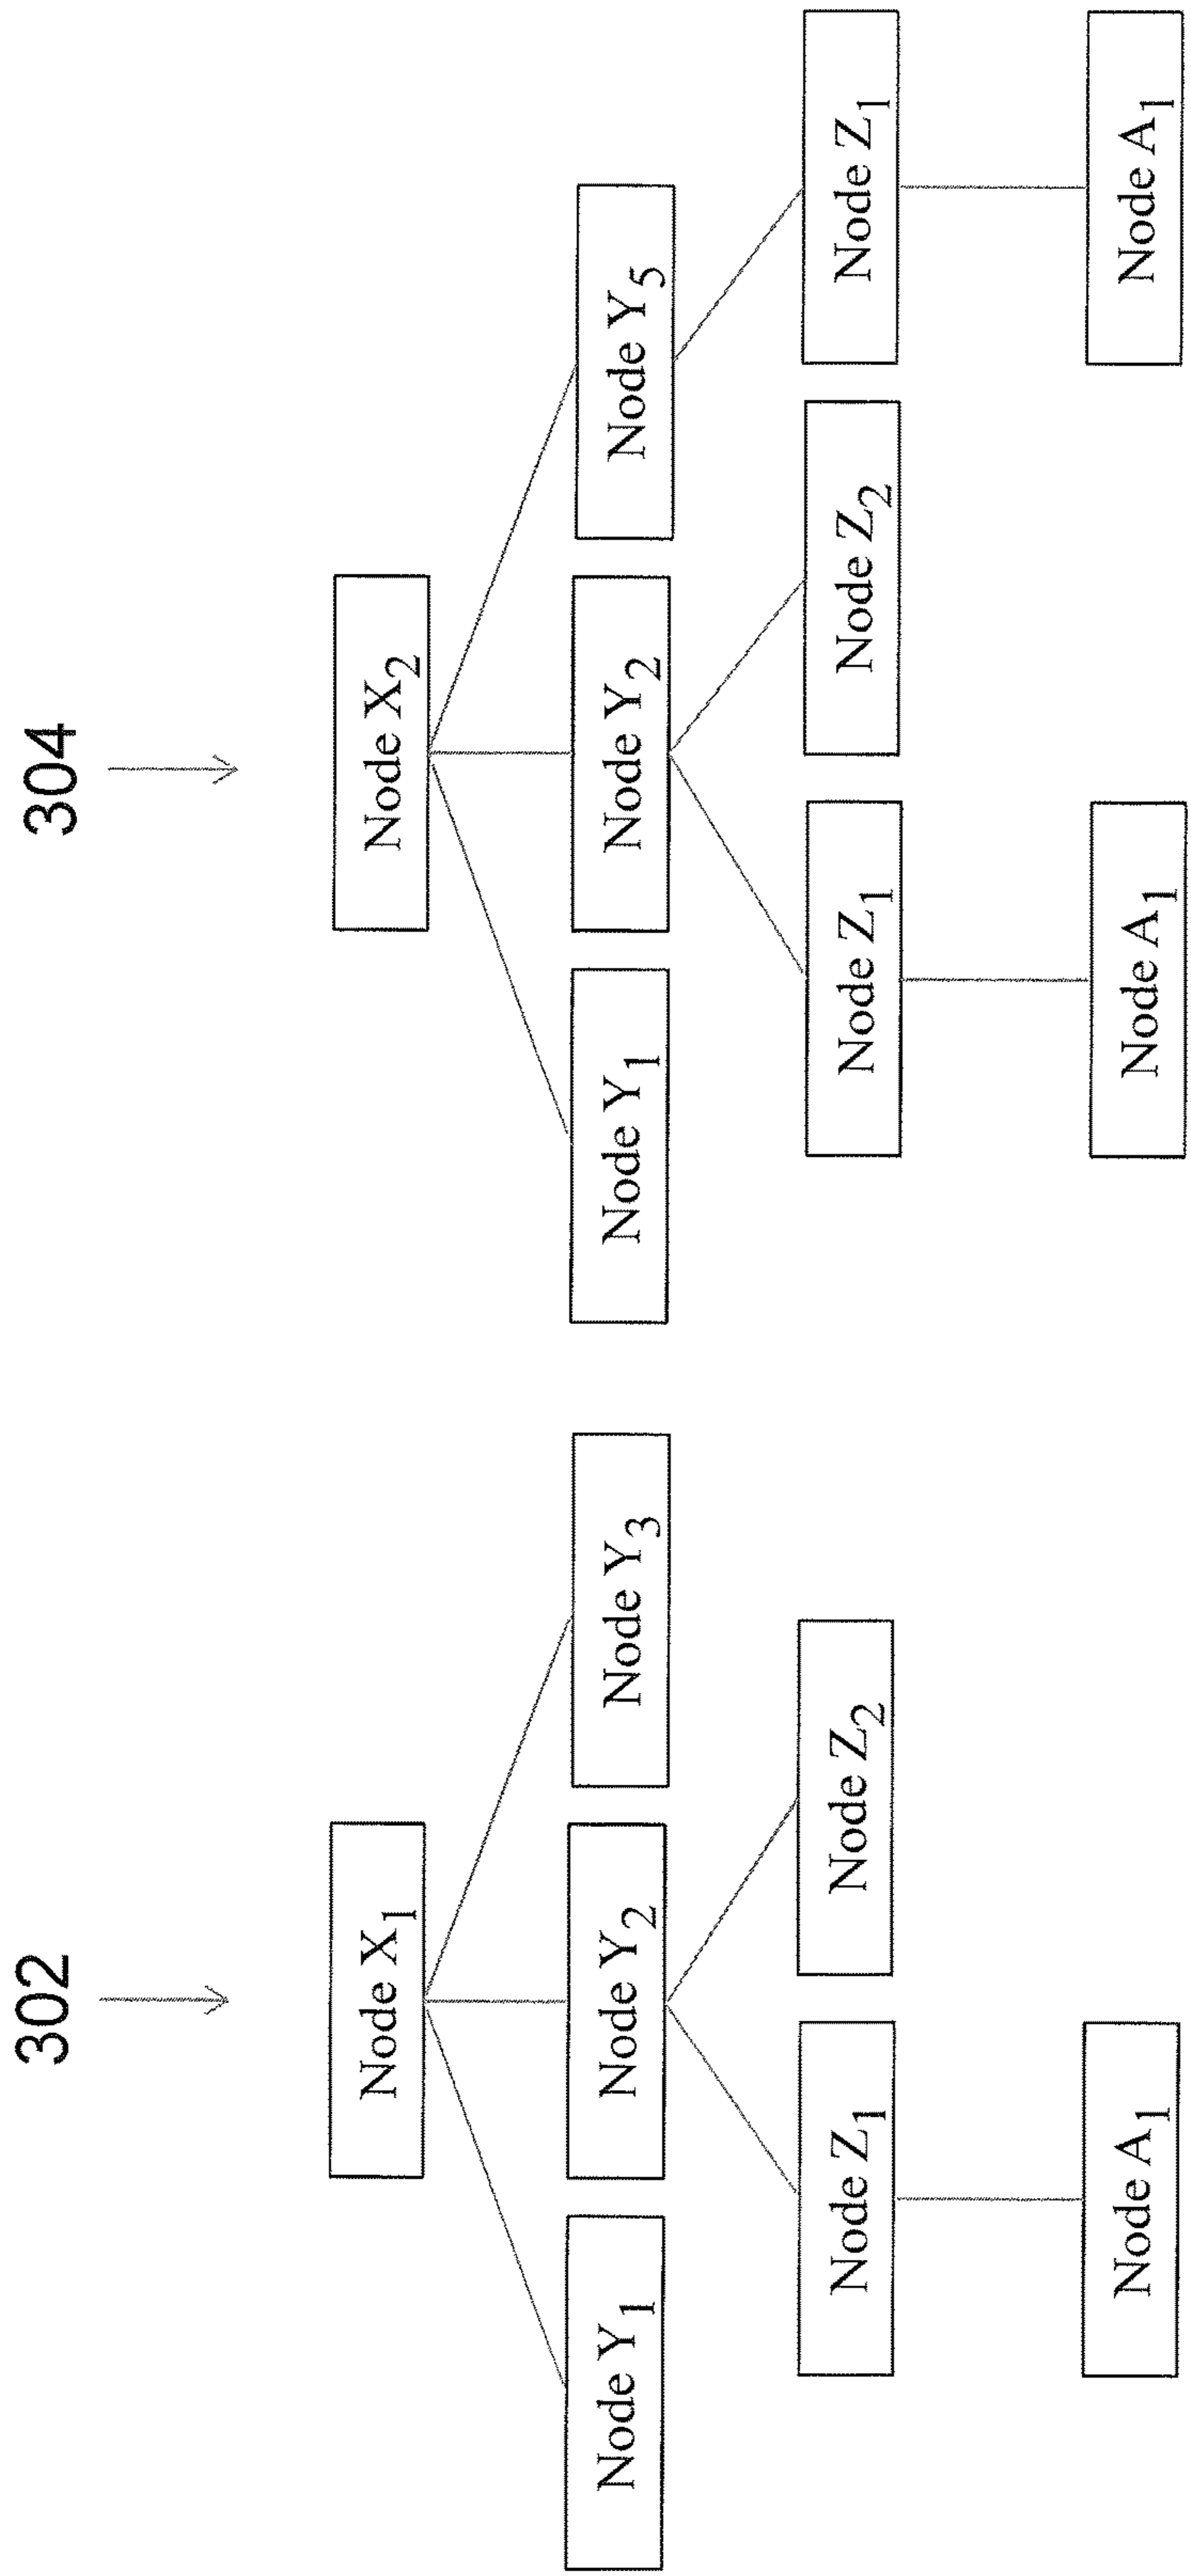 302
Node X1
Node Y1
Node Y2
Node Y3
Node Z1
Node Z2
Node A1
304
Node X2
Node Y1
Node Y2
Node Y5
Node Z1
Node Z2
Node Z1
Node A1
Node A1